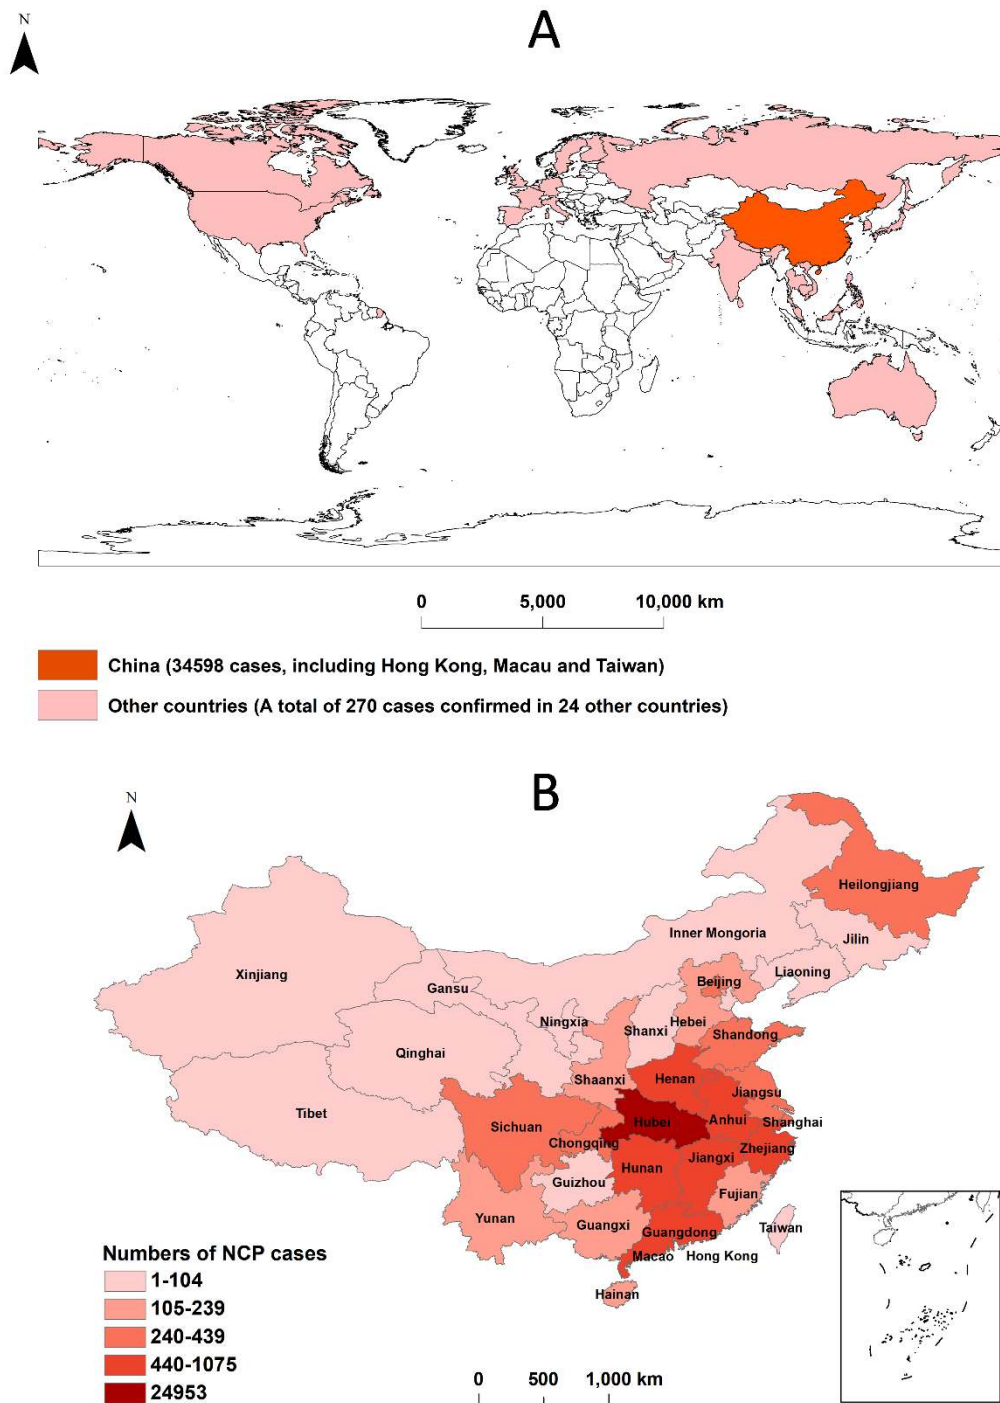 N
A
0 5,000 10,000 km
China (34598 cases, including Hong Kong, Macau and Taiwan)
Other countries (A total of 270 cases confirmed in 24 other countries)
B
N
Heilongjiang
Inner Mongoria
Jilin
Xinjiang
Liaoning
Beijing
Gansu
Ningxia
Shanxi
Hebei
Shandong
Qinghai
Shaanxi
Henan
Jiangsu
Tibet
Sichuan
Hubei
Anhui
Shanghai
Chongqing
Zhejiang
Hunan
Jiangxi
Guizhou
Fujian
Yunan
Guangxi
Guangdong
Taiwan
Macao
Hong Kong
Hainan
Numbers of NCP cases
1-104
105-239
240-439
440-1075
24953
0 500 1,000 km